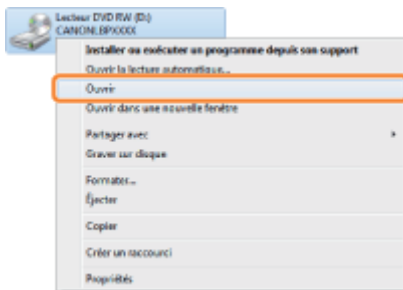 Lecteur DVD RW (D:)
CANON_LBPXXXX
Installer ou exécuter un programme depuis son support
Ouvrir la lecture automatique...
Ouvrir
Ouvrir dans une nouvelle fenêtre
Partager avec
Graver sur disque
Formater...
Éjecter
Copier
Créer un raccourci
Propriétés